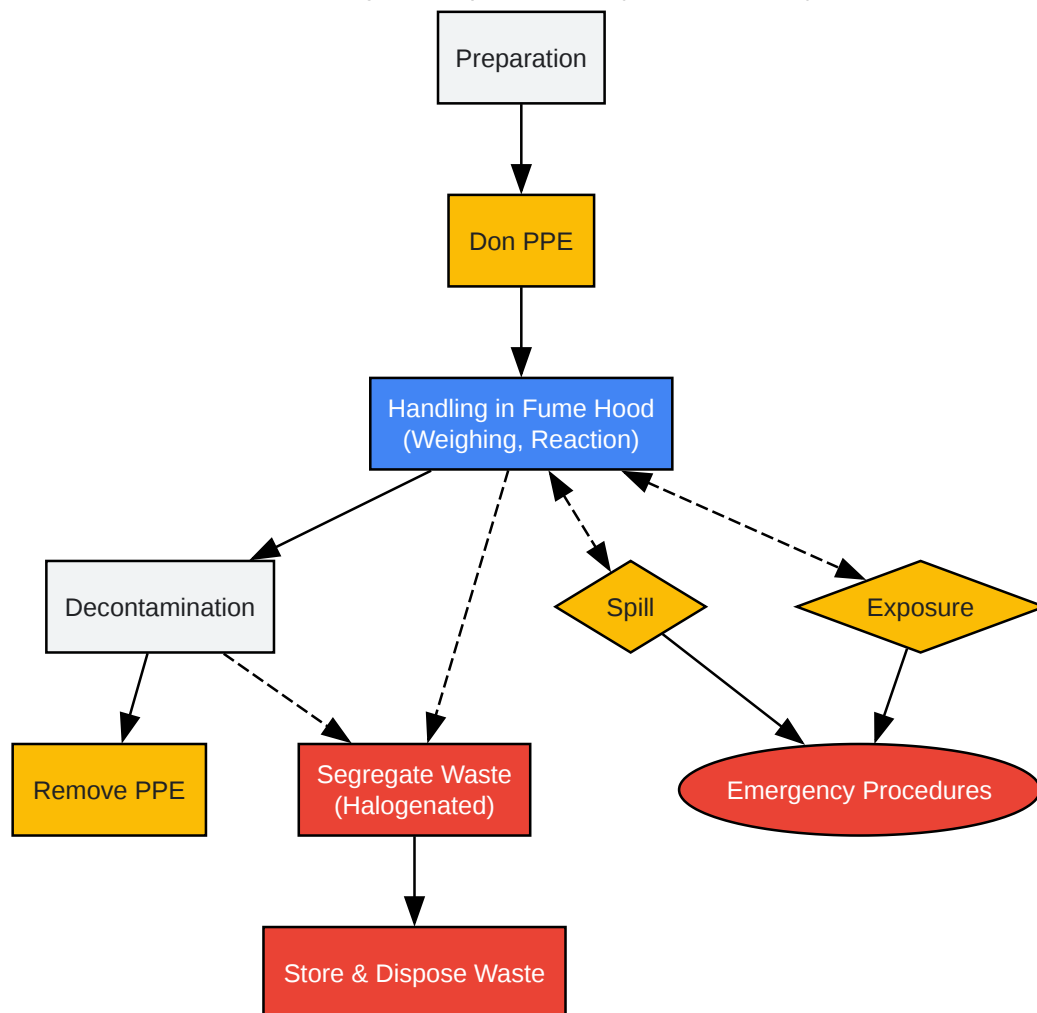 Preparation
Don PPE
Handling in Fume Hood
(Weighing, Reaction)
Decontamination
Spill
Exposure
Remove PPE
Segregate Waste
(Halogenated)
Emergency Procedures
Store & Dispose Waste